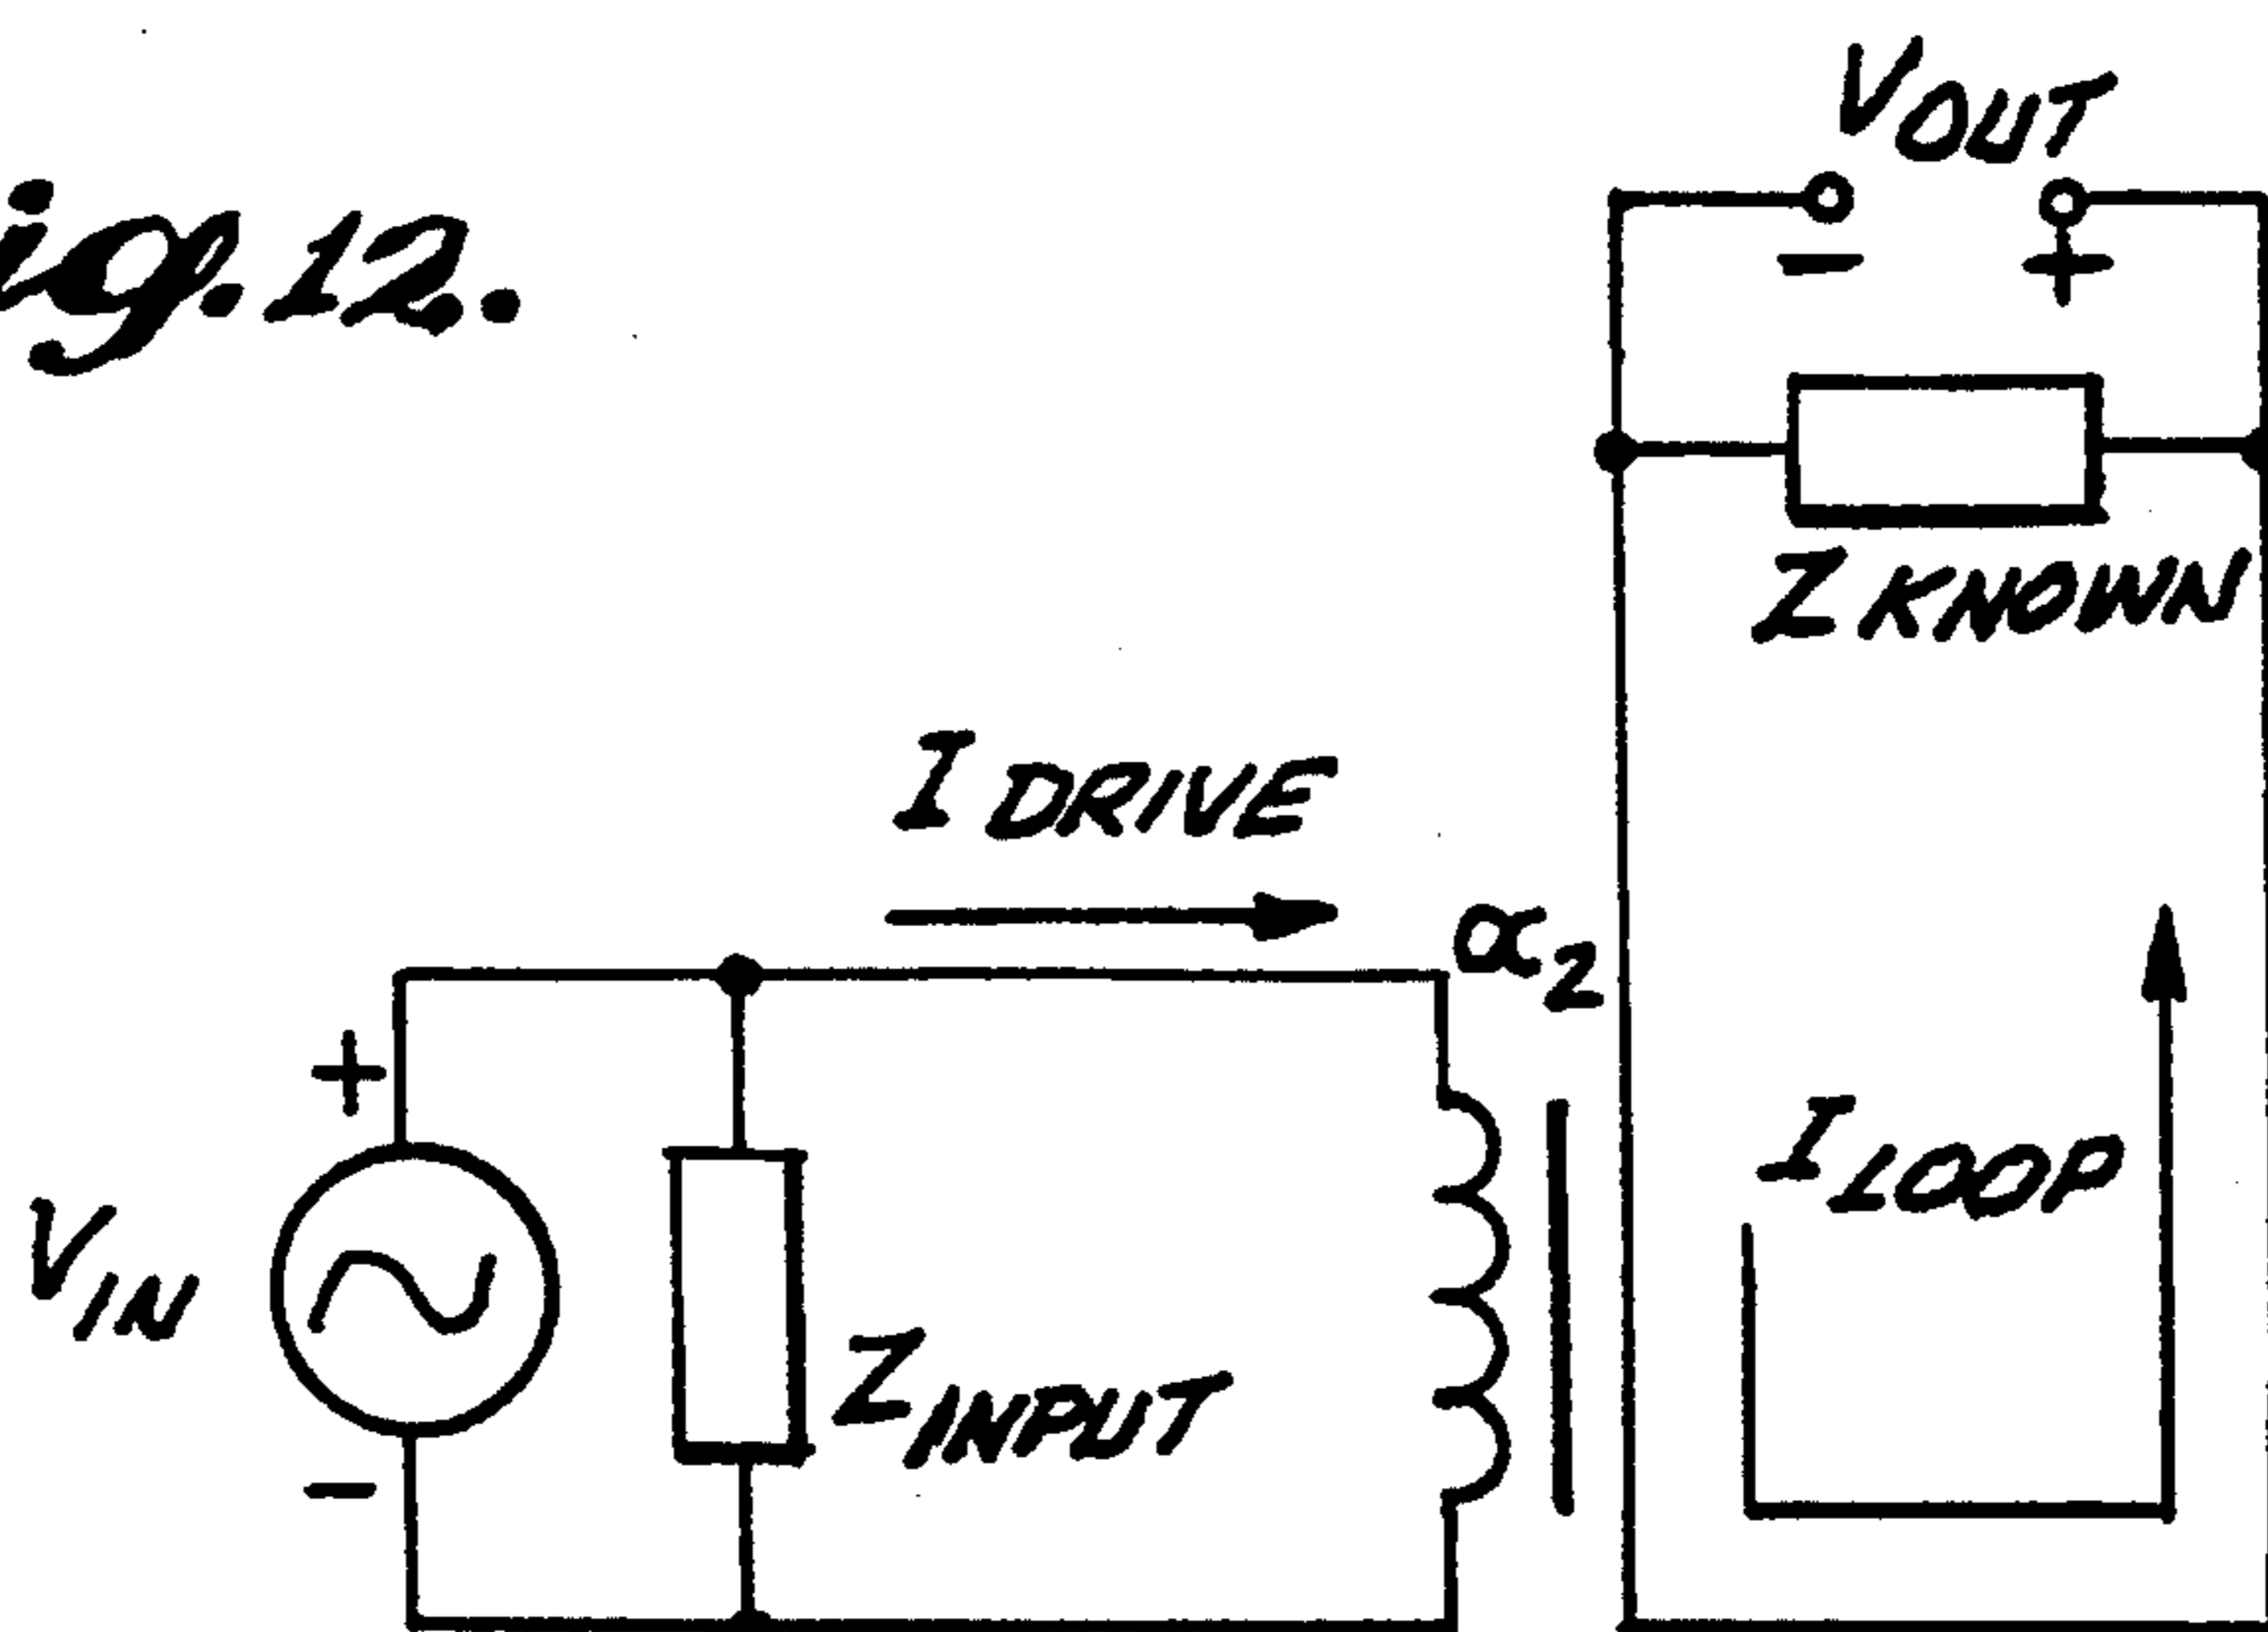 ig. 12.
VOUT
- +
Z KNOWN
I DRIVE
α2
+
ILOOP
VIN
ZINPUT
-